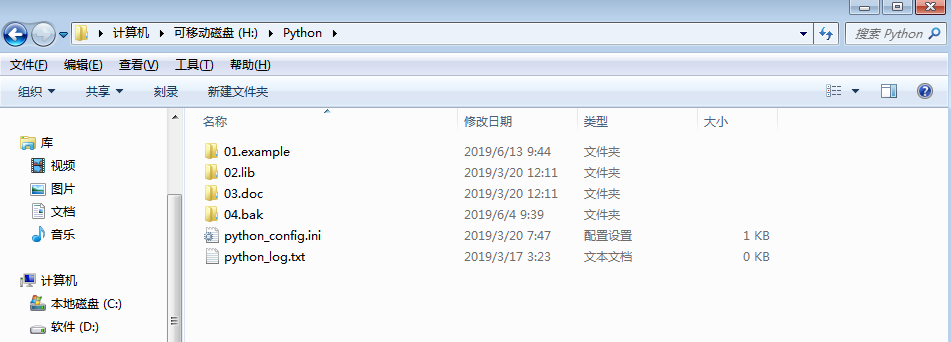 计算机 可移动磁盘 (H:) Python 搜索 Python
文件(F) 编辑(E) 查看(V) 工具(T) 帮助(H)
组织 共享 刻录 新建文件夹
名称 修改日期 类型 大小
库
视频
图片
文档
音乐
计算机
本地磁盘 (C:)
软件 (D:)
01.example 2019/6/13 9:44 文件夹
02.lib 2019/3/20 12:11 文件夹
03.doc 2019/3/20 12:11 文件夹
04.bak 2019/6/4 9:39 文件夹
python_config.ini 2019/3/20 7:47 配置设置 1 KB
python_log.txt 2019/3/17 3:23 文本文档 0 KB